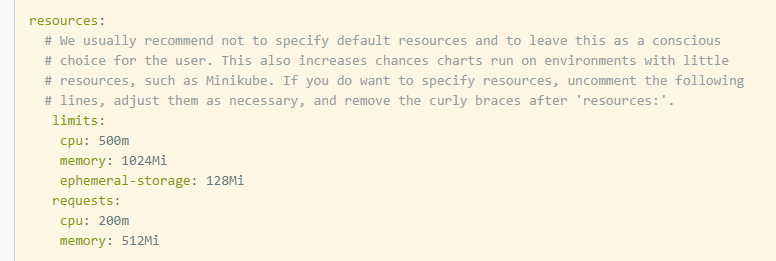 resources:
  # We usually recommend not to specify default resources and to leave this as a conscious
  # choice for the user. This also increases chances charts run on environments with little
  # resources, such as Minikube. If you do want to specify resources, uncomment the following
  # lines, adjust them as necessary, and remove the curly braces after 'resources:'.
   limits:
    cpu: 500m
    memory: 1024Mi
    ephemeral-storage: 128Mi
   requests:
    cpu: 200m
    memory: 512Mi